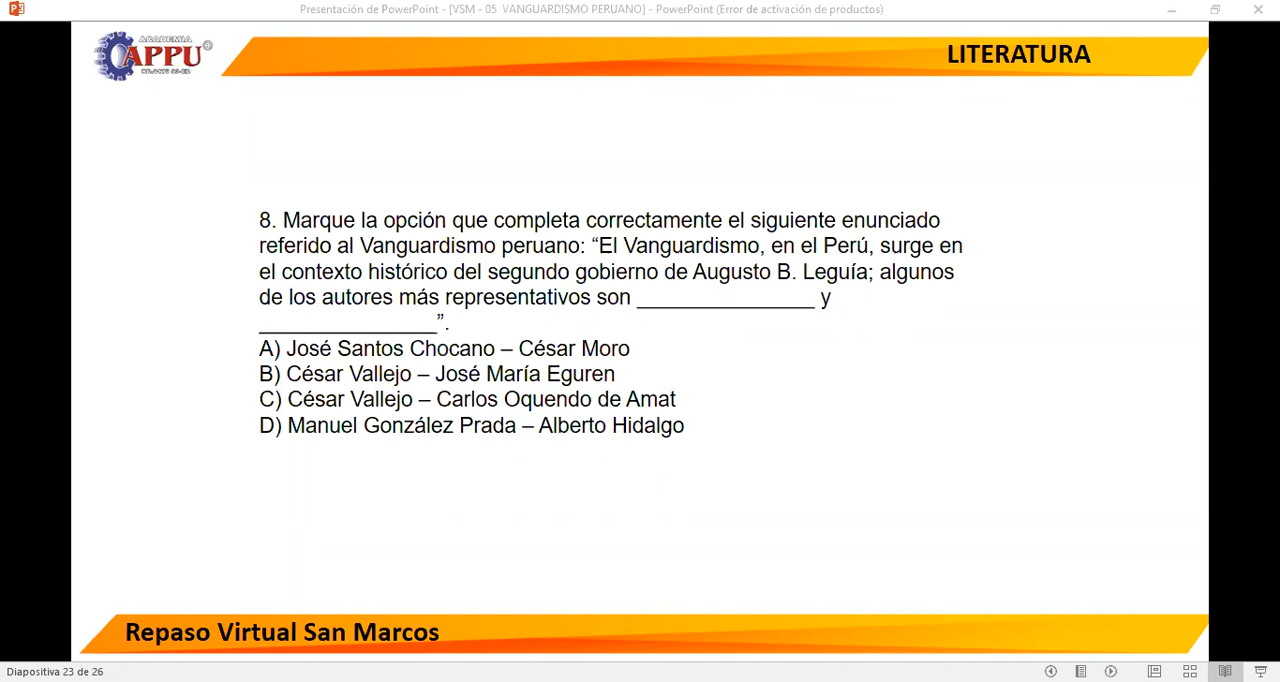 Presentación de PowerPoint - [VSM - 05  VANGUARDISMO PERUANO] - PowerPoint (Error de activación de productos)
ACADEMIA
APPU
LITERATURA
8. Marque la opción que completa correctamente el siguiente enunciado
referido al Vanguardismo peruano: “El Vanguardismo, en el Perú, surge en
el contexto histórico del segundo gobierno de Augusto B. Leguía; algunos
de los autores más representativos son _______________ y
_______________”.
A) José Santos Chocano – César Moro
B) César Vallejo – José María Eguren
C) César Vallejo – Carlos Oquendo de Amat
D) Manuel González Prada – Alberto Hidalgo
Repaso Virtual San Marcos
Diapositiva 23 de 26